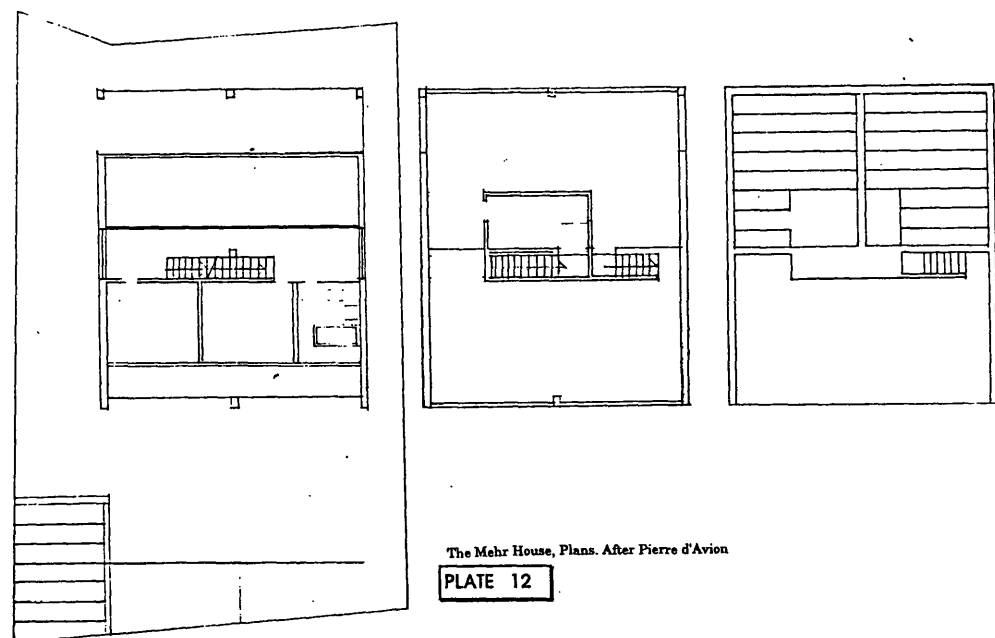 The Mehr House, Plans. After Pierre d'Avion
PLATE 12